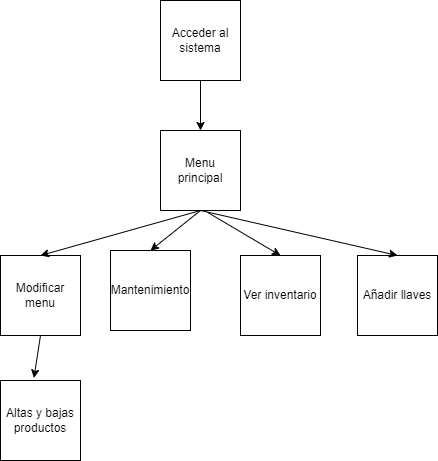 Acceder al
sistema
Menu
principal
Modificar
menu
Mantenimiento
Ver inventario
Añadir llaves
Altas y bajas
productos